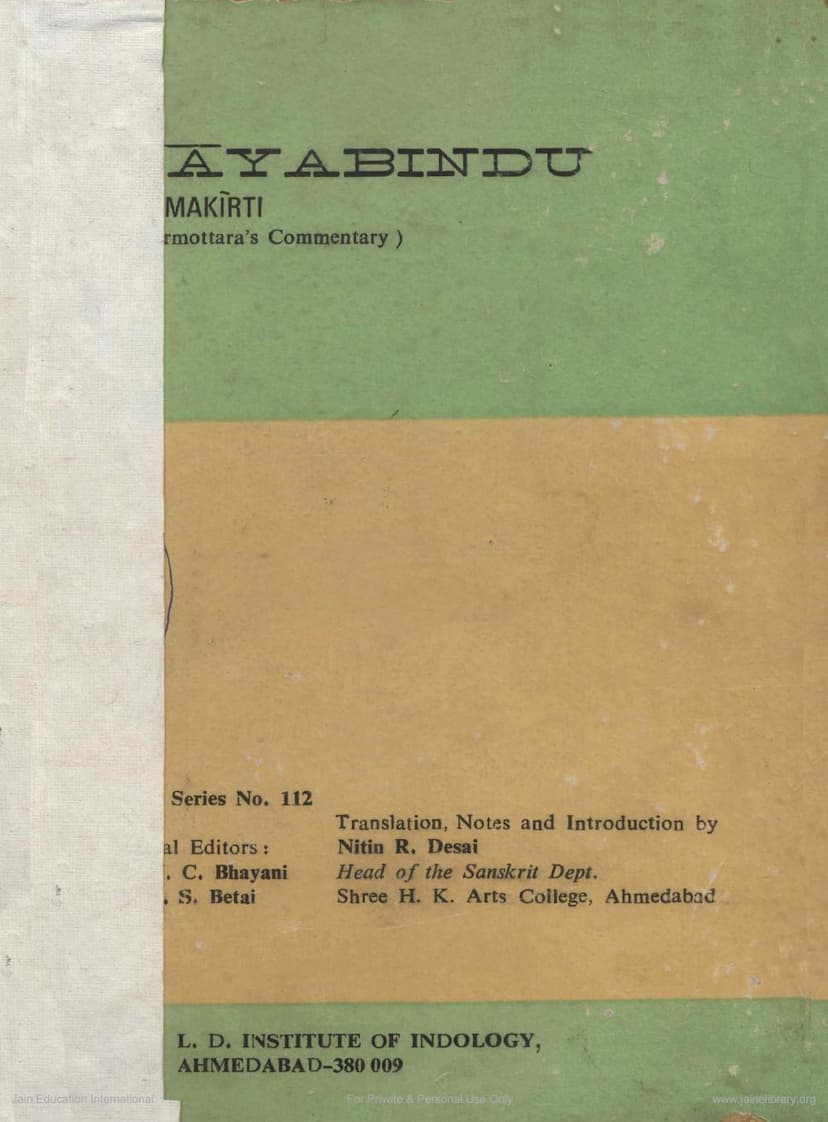 ĀYABINDU
MAKĪRTI
rmottara's Commentary )
Series No. 112
Translation, Notes and Introduction by
al Editors : Nitin R. Desai
. C. Bhayani Head of the Sanskrit Dept.
. S. Betai Shree H. K. Arts College, Ahmedabad
L. D. INSTITUTE OF INDOLOGY,
AHMEDABAD-380 009
Jain Education International For Private & Personal Use Only www.jainelibrary.org